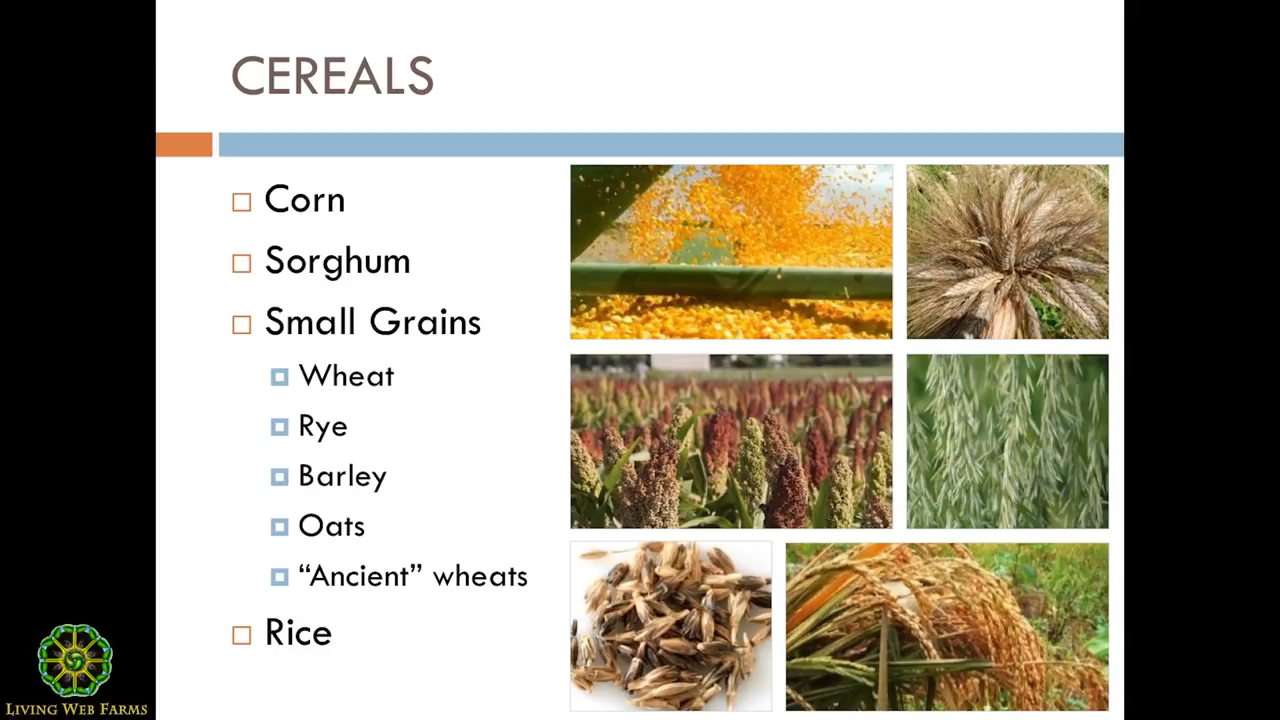 CEREALS
Corn
Sorghum
Small Grains
Wheat
Rye
Barley
Oats
“Ancient” wheats
Rice
LIVING WEB FARMS